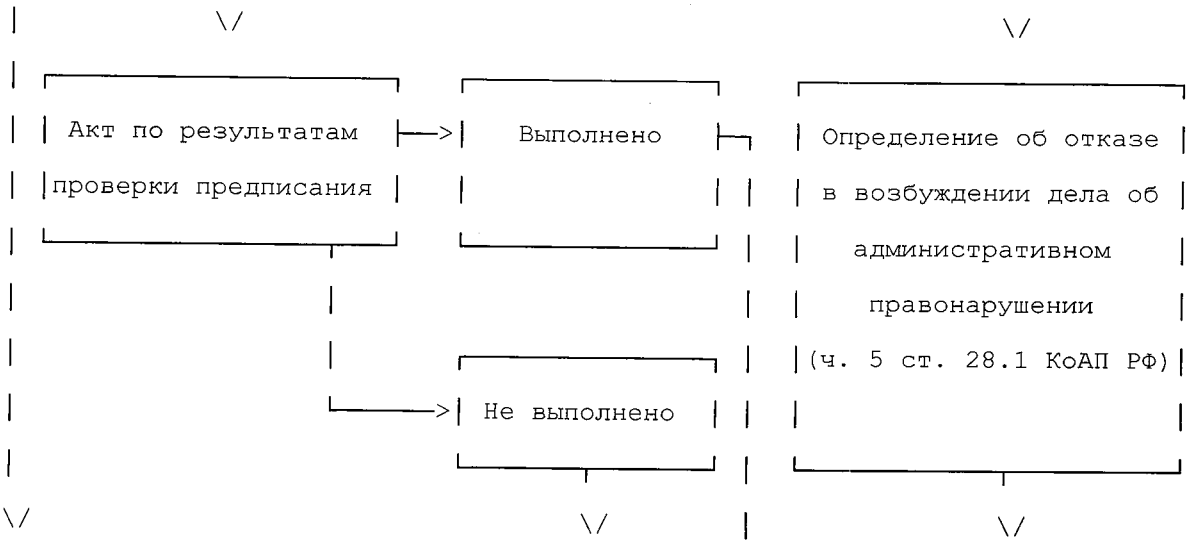 Акт по результатам
проверки предписания
Выполнено
Определение об отказе
в возбуждении дела об
административном
правонарушении
(ч. 5 ст. 28.1 КоАП РФ)
Не выполнено